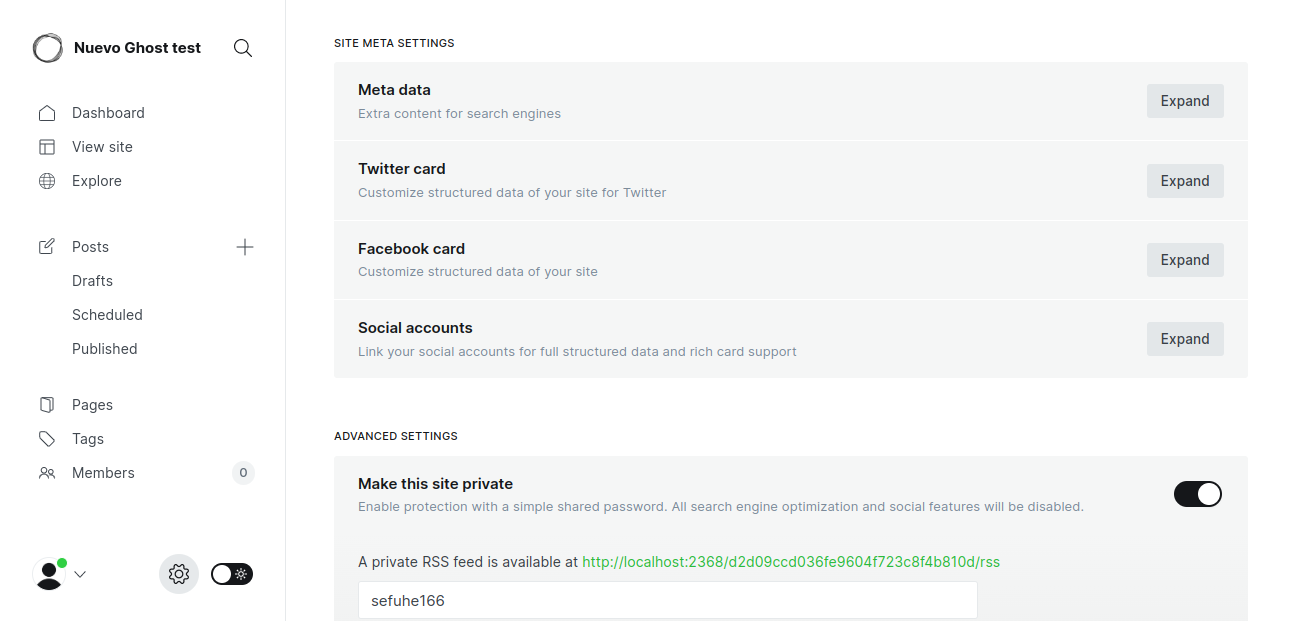 Nuevo Ghost test
Dashboard
View site
Explore
Posts
Drafts
Scheduled
Published
Pages
Tags
Members
0
SITE META SETTINGS
Meta data
Extra content for search engines
Expand
Twitter card
Customize structured data of your site for Twitter
Expand
Facebook card
Customize structured data of your site
Expand
Social accounts
Link your social accounts for full structured data and rich card support
Expand
ADVANCED SETTINGS
Make this site private
Enable protection with a simple shared password. All search engine optimization and social features will be disabled.
A private RSS feed is available at http://localhost:2368/d2d09ccd036fe9604f723c8f4b810d/rss
sefuhe166